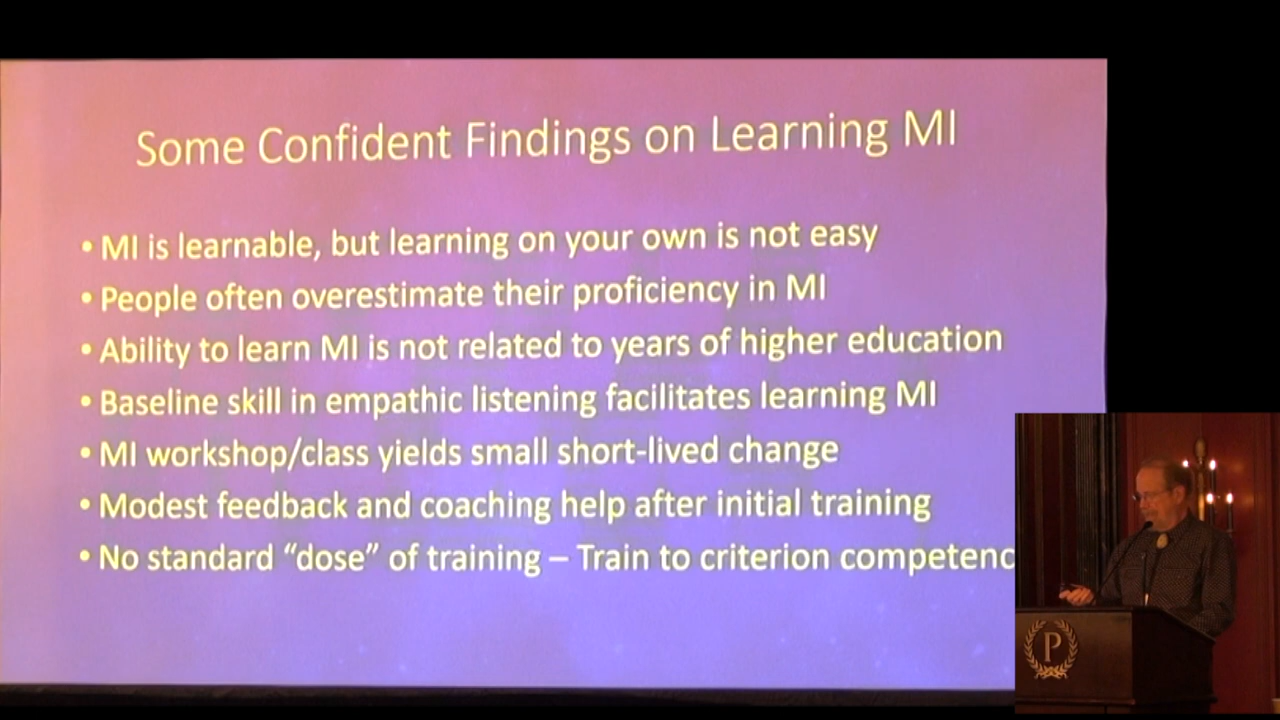 Some Confident Findings on Learning MI
• MI is learnable, but learning on your own is not easy
• People often overestimate their proficiency in MI
• Ability to learn MI is not related to years of higher education
• Baseline skill in empathic listening facilitates learning MI
• MI workshop/class yields small short-lived change
• Modest feedback and coaching help after initial training
• No standard “dose” of training – Train to criterion competenc
P